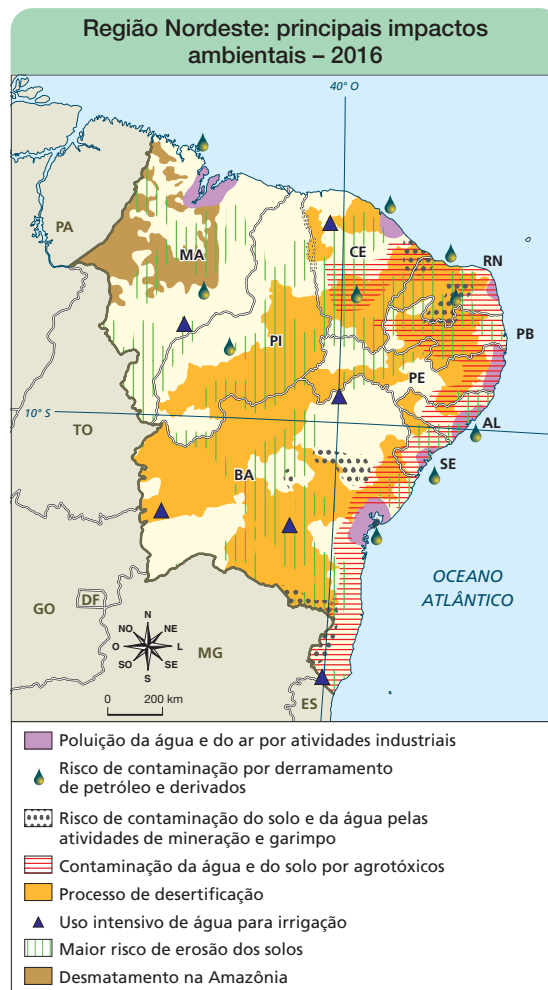 Região Nordeste: principais impactos
ambientais – 2016
40° O
PA
MA
CE
RN
PB
PI
PE
10° S
TO
AL
SE
BA
GO
DF
MG
ES
OCEANO
ATLÂNTICO
N
NO
NE
O
L
SO
SE
S
0
200 km
Poluição da água e do ar por atividades industriais
Risco de contaminação por derramamento
de petróleo e derivados
Risco de contaminação do solo e da água pelas
atividades de mineração e garimpo
Contaminação da água e do solo por agrotóxicos
Processo de desertificação
Uso intensivo de água para irrigação
Maior risco de erosão dos solos
Desmatamento na Amazônia